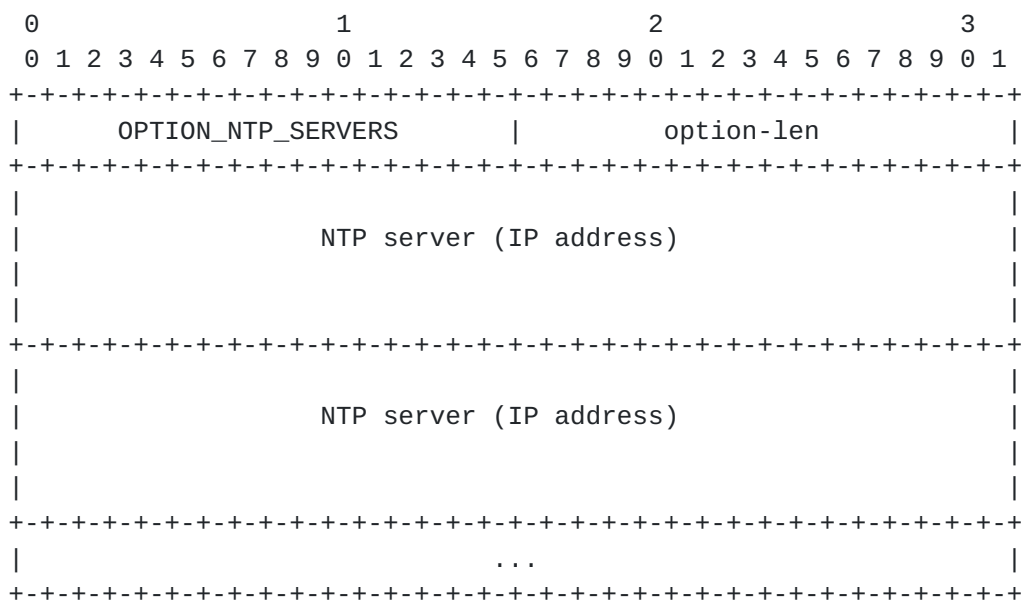 0                   1                   2                   3
 0 1 2 3 4 5 6 7 8 9 0 1 2 3 4 5 6 7 8 9 0 1 2 3 4 5 6 7 8 9 0 1
+-+-+-+-+-+-+-+-+-+-+-+-+-+-+-+-+-+-+-+-+-+-+-+-+-+-+-+-+-+-+-+-+
|      OPTION_NTP_SERVERS       |         option-len            |
+-+-+-+-+-+-+-+-+-+-+-+-+-+-+-+-+-+-+-+-+-+-+-+-+-+-+-+-+-+-+-+-+
|                                                               |
|                   NTP server (IP address)                     |
|                                                               |
|                                                               |
+-+-+-+-+-+-+-+-+-+-+-+-+-+-+-+-+-+-+-+-+-+-+-+-+-+-+-+-+-+-+-+-+
|                                                               |
|                   NTP server (IP address)                     |
|                                                               |
|                                                               |
+-+-+-+-+-+-+-+-+-+-+-+-+-+-+-+-+-+-+-+-+-+-+-+-+-+-+-+-+-+-+-+-+
|                              ...                              |
+-+-+-+-+-+-+-+-+-+-+-+-+-+-+-+-+-+-+-+-+-+-+-+-+-+-+-+-+-+-+-+-+